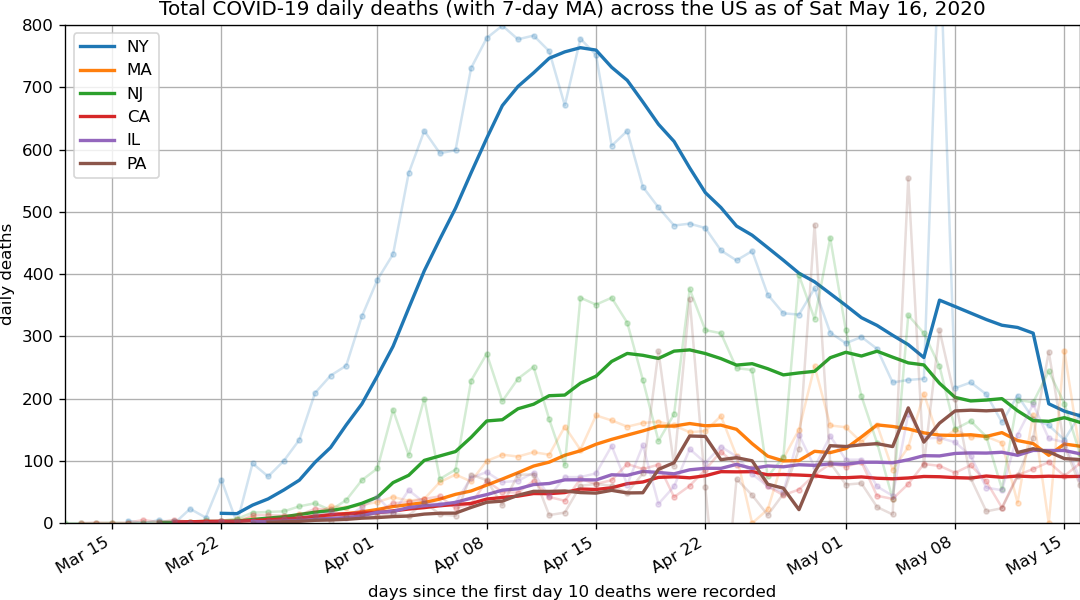 Total COVID-19 daily deaths (with 7-day MA) across the US as of Sat May 16, 2020
800
700
600
500
400
300
200
100
0
daily deaths
NY
MA
NJ
CA
IL
PA
Mar 15
Mar 22
Apr 01
Apr 08
Apr 15
Apr 22
May 01
May 08
May 15
days since the first day 10 deaths were recorded